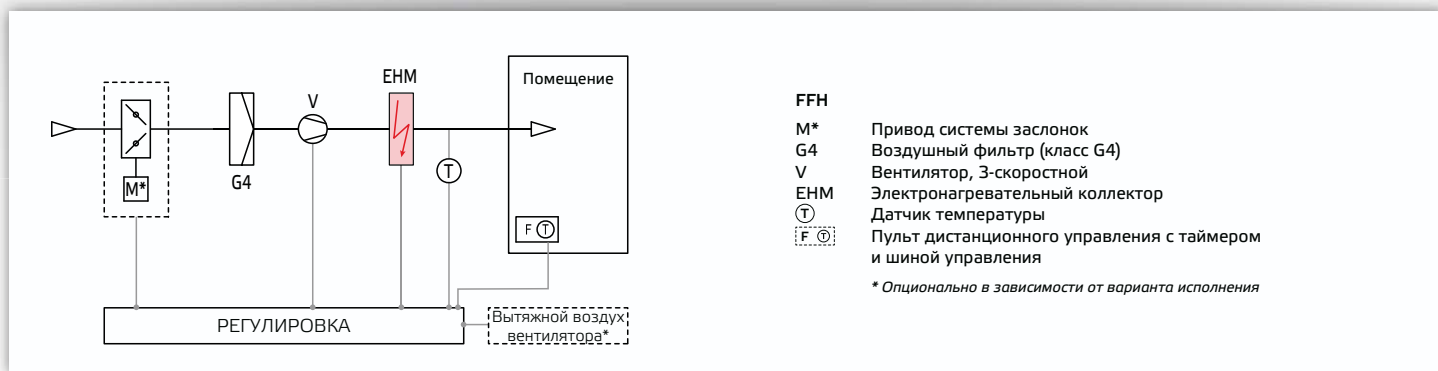 EHM
V
G4
M*
T
Помещение
F T
РЕГУЛИРОВКА
Вытяжной воздух
вентилятора*
FFH
M* Привод системы заслонок
G4 Воздушный фильтр (класс G4)
V Вентилятор, 3-скоростной
EHM Электронагревательный коллектор
T Датчик температуры
F T Пульт дистанционного управления с таймером
и шиной управления
* Опционально в зависимости от варианта исполнения